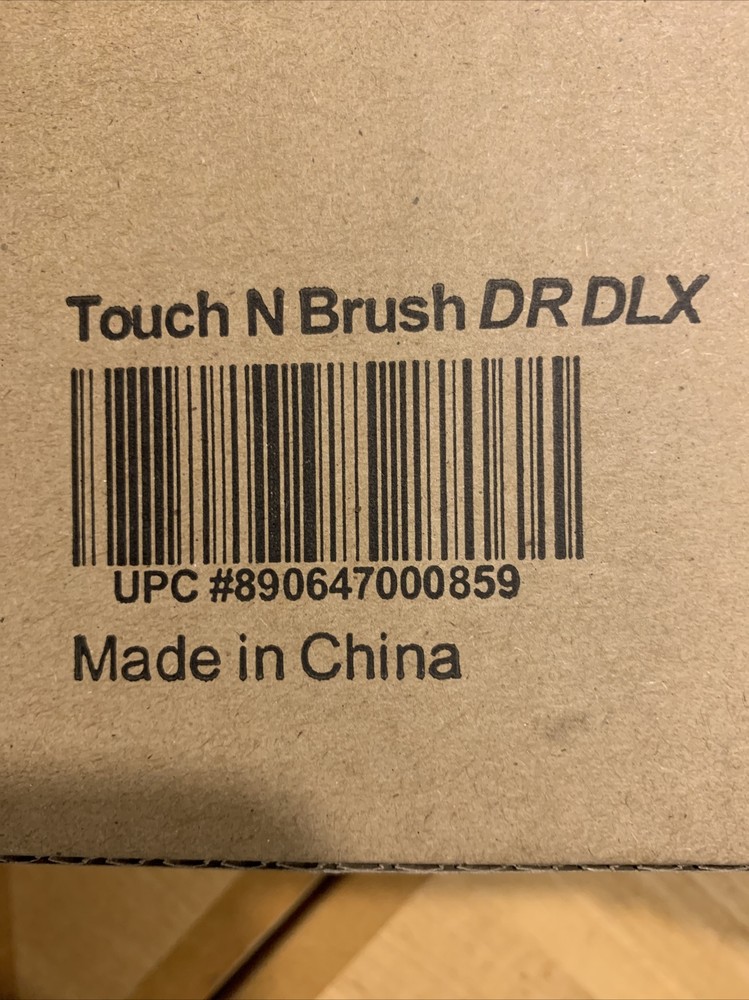 Touch N Brush DR DLX
UPC #890647000859
Made in China